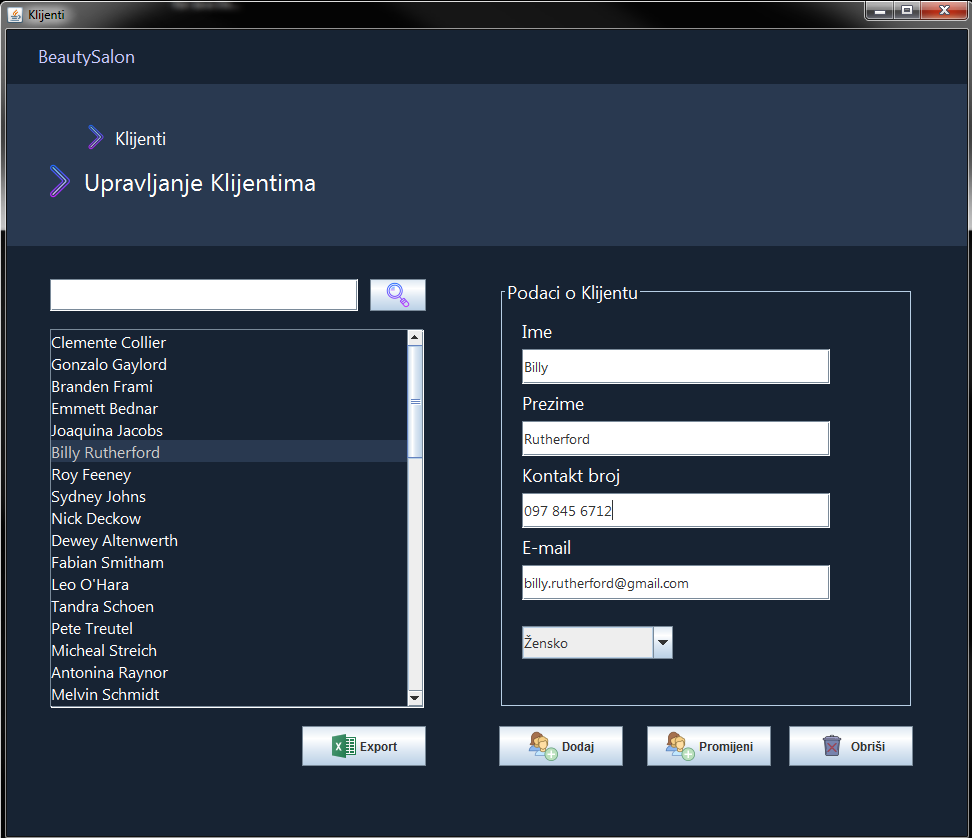 Klijenti
BeautySalon
Klijenti
Upravljanje Klijentima
Clemente Collier
Gonzalo Gaylord
Branden Frami
Emmett Bednar
Joaquina Jacobs
Billy Rutherford
Roy Feeney
Sydney Johns
Nick Deckow
Dewey Altenwerth
Fabian Smitham
Leo O'Hara
Tandra Schoen
Pete Treutel
Micheal Streich
Antonina Raynor
Melvin Schmidt
Export
Podaci o Klijentu
Ime
Billy
Prezime
Rutherford
Kontakt broj
097 845 6712
E-mail
billy.rutherford@gmail.com
Žensko
Dodaj
Promijeni
Obriši